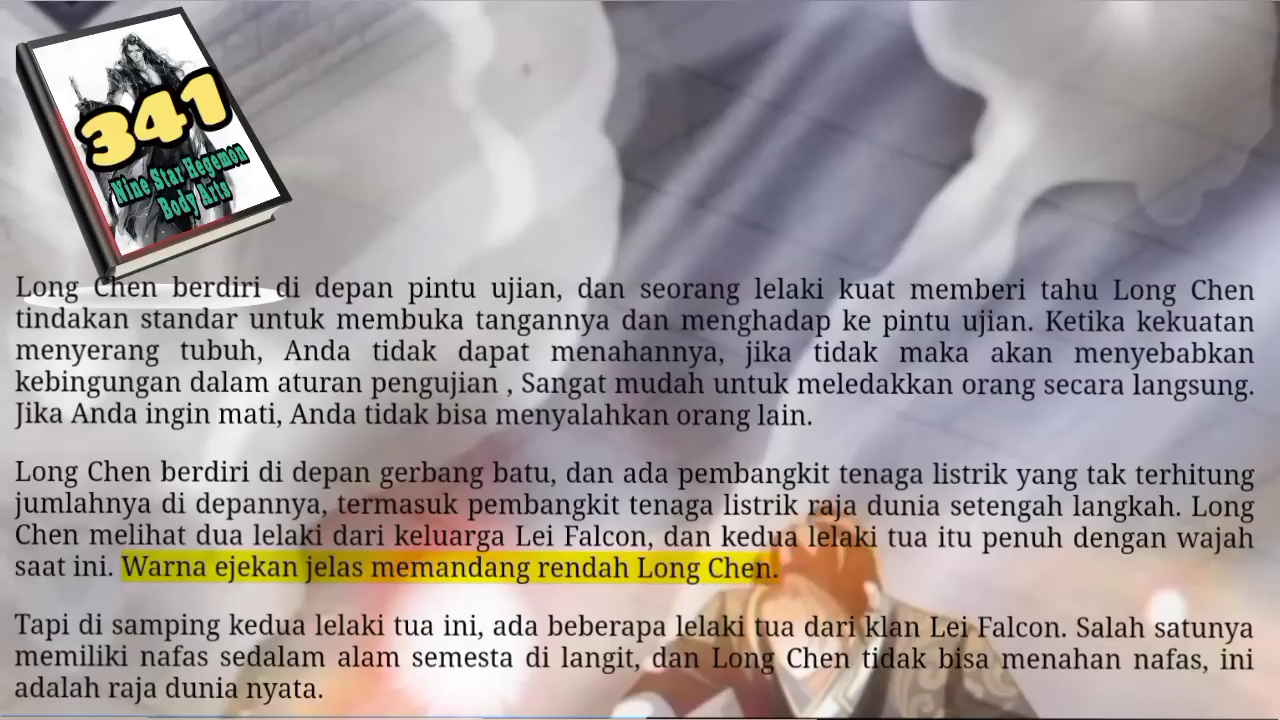 341
Nine Star Hegemon
Body Arts
Long Chen berdiri di depan pintu ujian, dan seorang lelaki kuat memberi tahu Long Chen
tindakan standar untuk membuka tangannya dan menghadap ke pintu ujian. Ketika kekuatan
menyerang tubuh, Anda tidak dapat menahannya, jika tidak maka akan menyebabkan
kebingungan dalam aturan pengujian , Sangat mudah untuk meledakkan orang secara langsung.
Jika Anda ingin mati, Anda tidak bisa menyalahkan orang lain.
Long Chen berdiri di depan gerbang batu, dan ada pembangkit tenaga listrik yang tak terhitung
jumlahnya di depannya, termasuk pembangkit tenaga listrik raja dunia setengah langkah. Long
Chen melihat dua lelaki dari keluarga Lei Falcon, dan kedua lelaki tua itu penuh dengan wajah
saat ini. Warna ejekan jelas memandang rendah Long Chen.
Tapi di samping kedua lelaki tua ini, ada beberapa lelaki tua dari klan Lei Falcon. Salah satunya
memiliki nafas sedalam alam semesta di langit, dan Long Chen tidak bisa menahan nafas, ini
adalah raja dunia nyata.